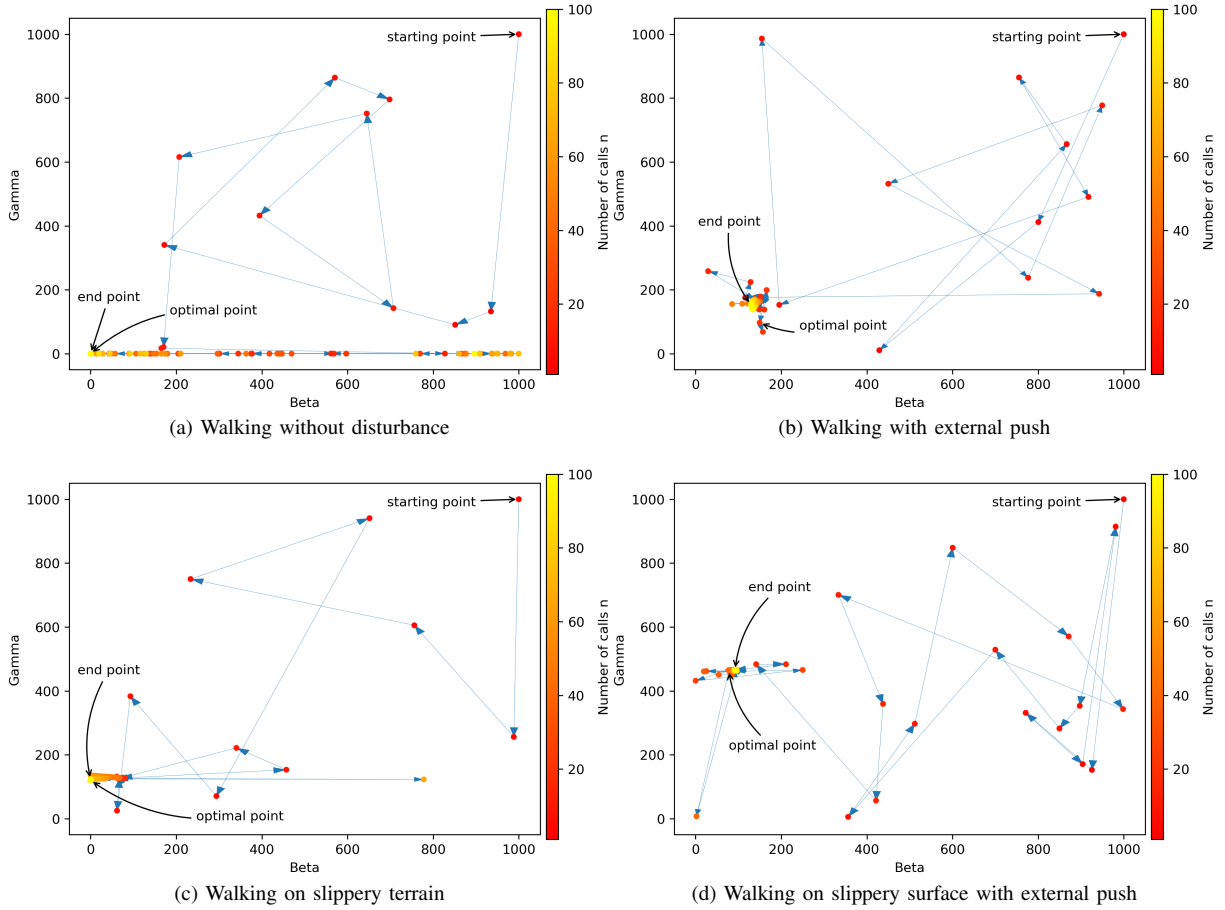 1000
800
600
400
200
0
Gamma
0
200
400
600
800
1000
Beta
starting point
end point
optimal point
100
80
60
40
20
Number of calls n
(a) Walking without disturbance
1000
800
600
400
200
0
Gamma
0
200
400
600
800
1000
Beta
starting point
end point
optimal point
100
80
60
40
20
Number of calls n
(b) Walking with external push
1000
800
600
400
200
0
Gamma
0
200
400
600
800
1000
Beta
starting point
end point
optimal point
100
80
60
40
20
Number of calls n
(c) Walking on slippery terrain
1000
800
600
400
200
0
Gamma
0
200
400
600
800
1000
Beta
starting point
end point
optimal point
100
80
60
40
20
Number of calls n
(d) Walking on slippery surface with external push